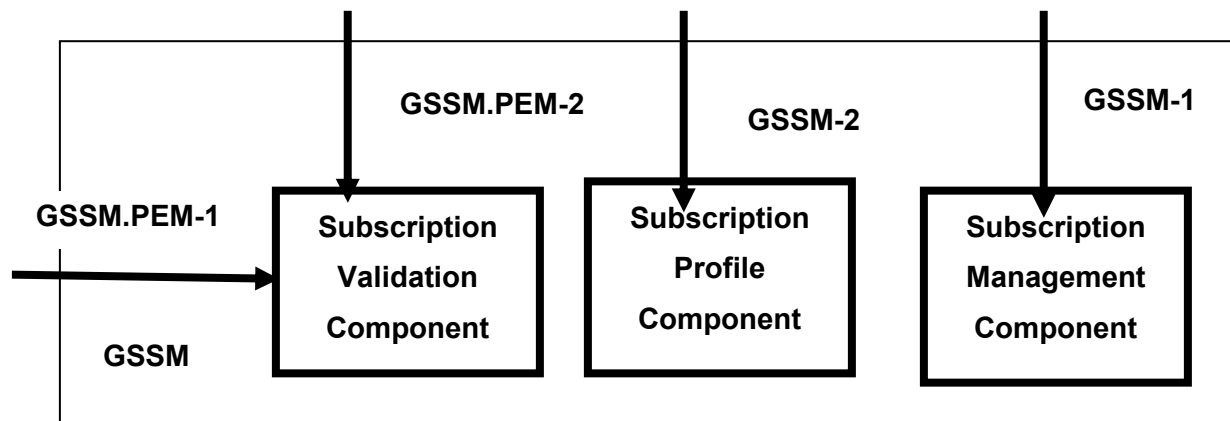 GSSM.PEM-2
GSSM-2
GSSM-1
GSSM.PEM-1
Subscription
Validation
Component
Subscription
Profile
Component
Subscription
Management
Component
GSSM